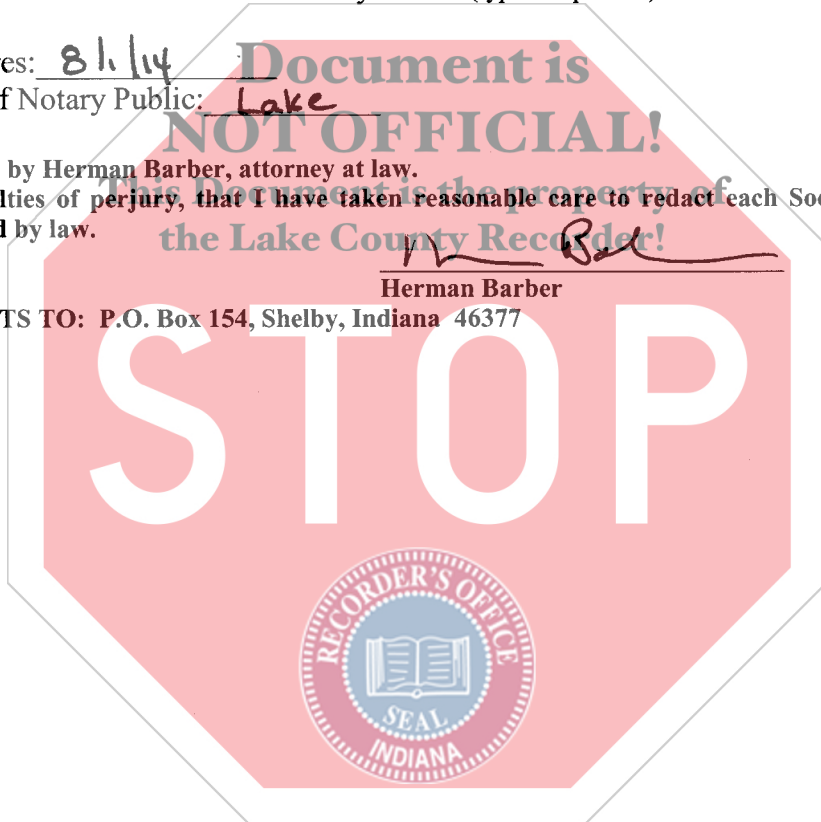 es: 8/1/14
Document is
f Notary Public: Lake
NOT OFFICIAL!
by Herman Barber, attorney at law.
lties of perjury, that I have taken reasonable care to redact each Soc
This Document is the property of
d by law.
the Lake County Recorder!
Herman Barber
TS TO: P.O. Box 154, Shelby, Indiana 46377
STOP
RECORDER'S OFFICE
SEAL
INDIANA